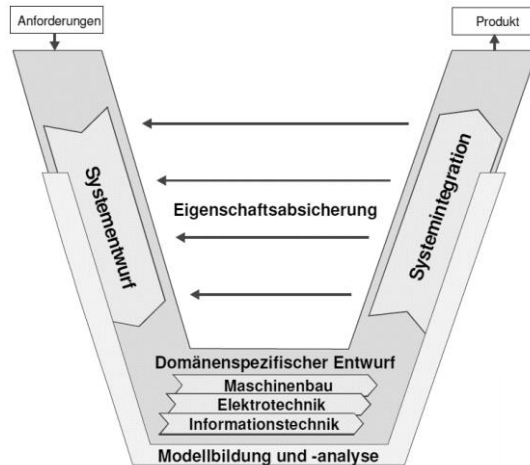 Anforderungen
Produkt
Systementwurf
Eigenschaftsabsicherung
Systemintegration
Domänenspezifischer Entwurf
Maschinenbau
Elektrotechnik
Informationstechnik
Modellbildung und -analyse